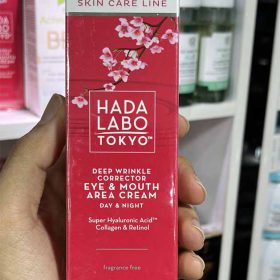 SKIN CARE LINE
HADA
LABO
TOKYO™
DEEP WRINKLE
CORRECTOR
EYE & MOUTH
AREA CREAM
DAY & NIGHT
Super Hyaluronic Acid™
Collagen & Retinol
fragrance free